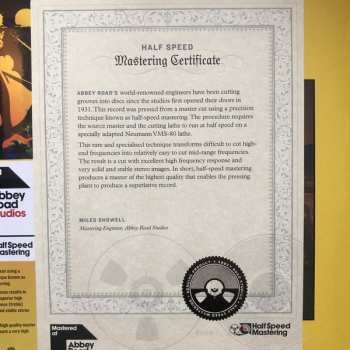 HALF SPEED
Mastering Certificate
ABBEY ROAD'S world-renowned engineers have been cutting
grooves into discs since the studios first opened their doors in
1931. This record was pressed from a master cut using a precise
technique known as half-speed mastering. The procedure requires
the source master and the cutting lathe to run at half speed on a
specially adapted Neumann VMS-80 lathe.
This rare and specialised technique transforms difficult to cut high-
end frequencies into relatively easy to cut mid-range frequencies.
The result is a cut with excellent high frequency response and
very solid and stable stereo images. In short, half-speed mastering
produces a master of the highest quality that enables the pressing
plant to produce a superlative record.
MILES SHOWELL
Mastering Engineer, Abbey Road Studios
Mastered at
Abbey
Road
Half Speed
Mastering
Abbey
Road
Studios
Half Speed
Mastering